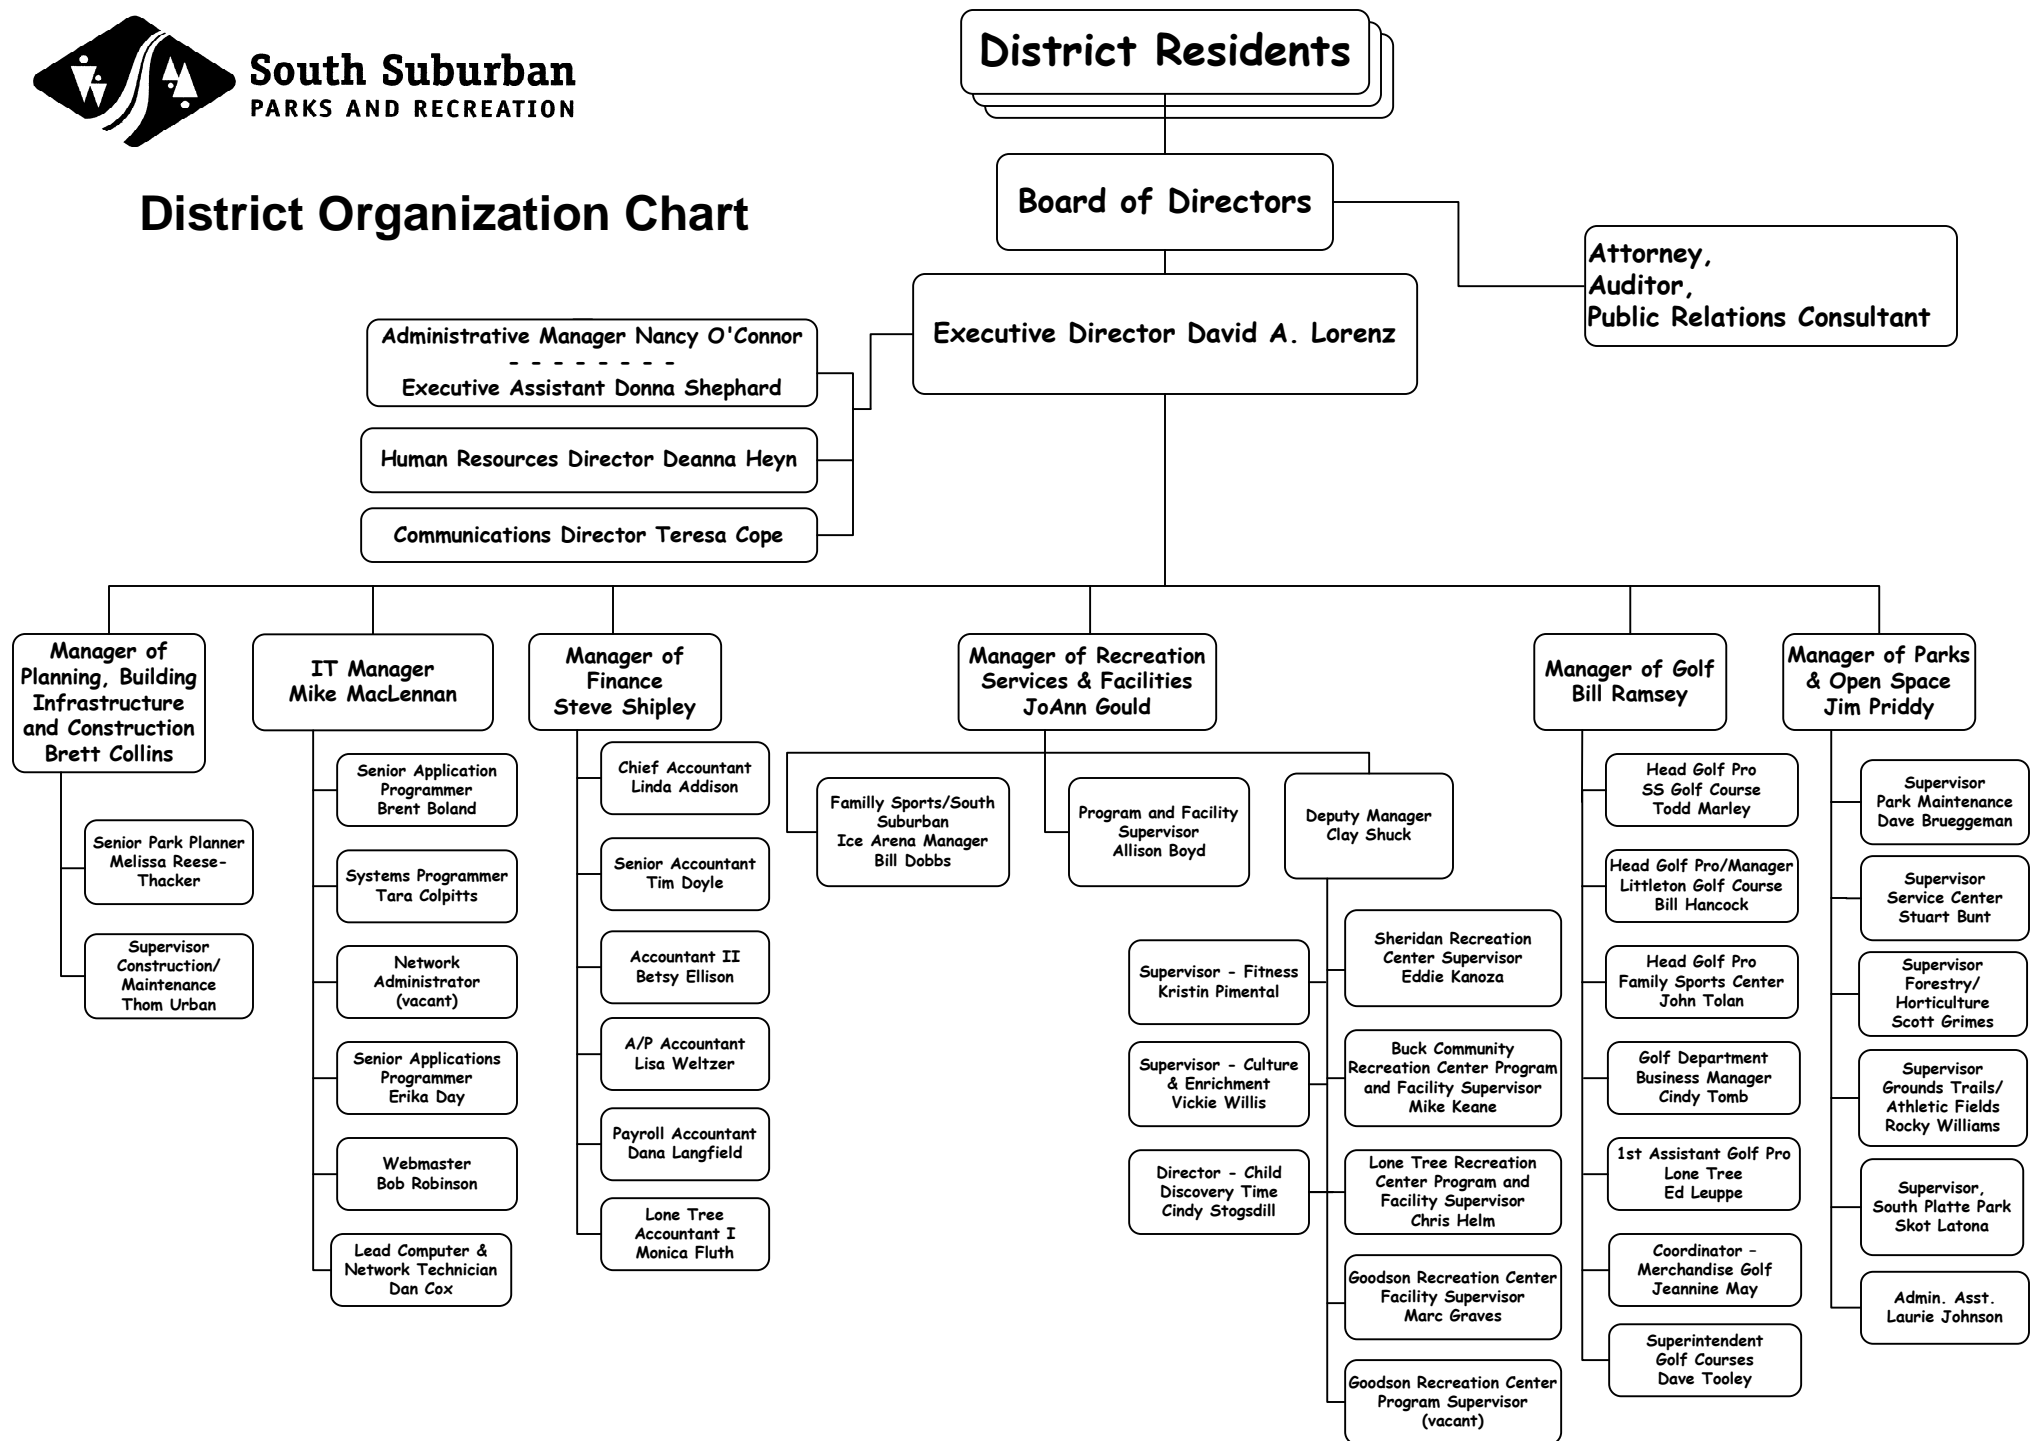 South Suburban
PARKS AND RECREATION
District Organization Chart
District Residents
Board of Directors
Attorney,
Auditor,
Public Relations Consultant
Executive Director David A. Lorenz
Administrative Manager Nancy O'Connor
- - - - - - - -
Executive Assistant Donna Shephard
Human Resources Director Deanna Heyn
Communications Director Teresa Cope
Manager of
Planning, Building
Infrastructure
and Construction
Brett Collins
Senior Park Planner
Melissa Reese-
Thacker
Supervisor
Construction/
Maintenance
Thom Urban
IT Manager
Mike MacLennan
Senior Application
Programmer
Brent Boland
Systems Programmer
Tara Colpitts
Network
Administrator
(vacant)
Senior Applications
Programmer
Erika Day
Webmaster
Bob Robinson
Lead Computer &
Network Technician
Dan Cox
Manager of
Finance
Steve Shipley
Chief Accountant
Linda Addison
Senior Accountant
Tim Doyle
Accountant II
Betsy Ellison
A/P Accountant
Lisa Weltzer
Payroll Accountant
Dana Langfield
Lone Tree
Accountant I
Monica Fluth
Manager of Recreation
Services & Facilities
JoAnn Gould
Familly Sports/South
Suburban
Ice Arena Manager
Bill Dobbs
Program and Facility
Supervisor
Allison Boyd
Deputy Manager
Clay Shuck
Supervisor - Fitness
Kristin Pimental
Supervisor - Culture
& Enrichment
Vickie Willis
Director - Child
Discovery Time
Cindy Stogsdill
Sheridan Recreation
Center Supervisor
Eddie Kanoza
Buck Community
Recreation Center Program
and Facility Supervisor
Mike Keane
Lone Tree Recreation
Center Program and
Facility Supervisor
Chris Helm
Goodson Recreation Center
Facility Supervisor
Marc Graves
Goodson Recreation Center
Program Supervisor
(vacant)
Manager of Golf
Bill Ramsey
Head Golf Pro
SS Golf Course
Todd Marley
Head Golf Pro/Manager
Littleton Golf Course
Bill Hancock
Head Golf Pro
Family Sports Center
John Tolan
Golf Department
Business Manager
Cindy Tomb
1st Assistant Golf Pro
Lone Tree
Ed Leuppe
Coordinator -
Merchandise Golf
Jeannine May
Superintendent
Golf Courses
Dave Tooley
Manager of Parks
& Open Space
Jim Priddy
Supervisor
Park Maintenance
Dave Brueggeman
Supervisor
Service Center
Stuart Bunt
Supervisor
Forestry/
Horticulture
Scott Grimes
Supervisor
Grounds Trails/
Athletic Fields
Rocky Williams
Supervisor,
South Platte Park
Skot Latona
Admin. Asst.
Laurie Johnson